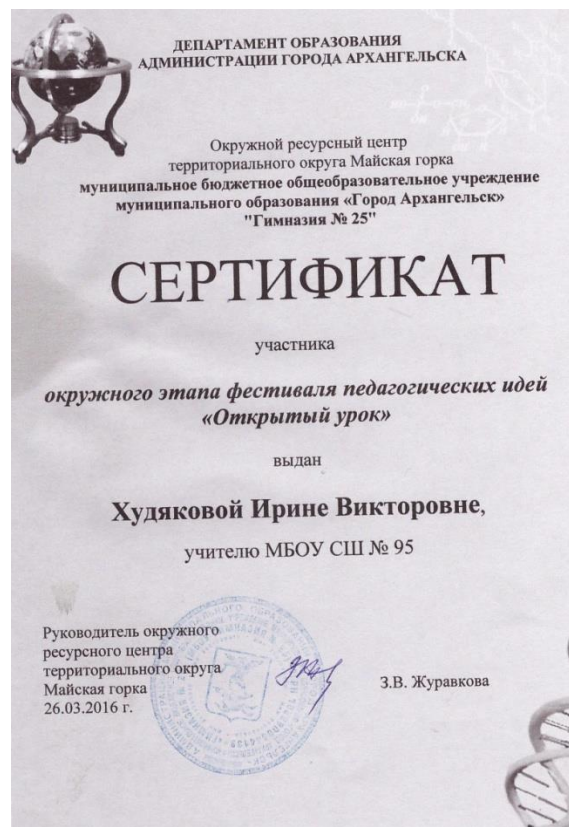 ДЕПАРТАМЕНТ ОБРАЗОВАНИЯ
АДМИНИСТРАЦИИ ГОРОДА АРХАНГЕЛЬСКА
Окружной ресурсный центр
территориального округа Майская горка
муниципальное бюджетное общеобразовательное учреждение
муниципального образования «Город Архангельск»
"Гимназия № 25"
СЕРТИФИКАТ
участника
окружного этапа фестиваля педагогических идей
«Открытый урок»
выдан
Худяковой Ирине Викторовне,
учителю МБОУ СШ № 95
Руководитель окружного
ресурсного центра
территориального округа
Майская горка
З.В. Журавкова
26.03.2016 г.